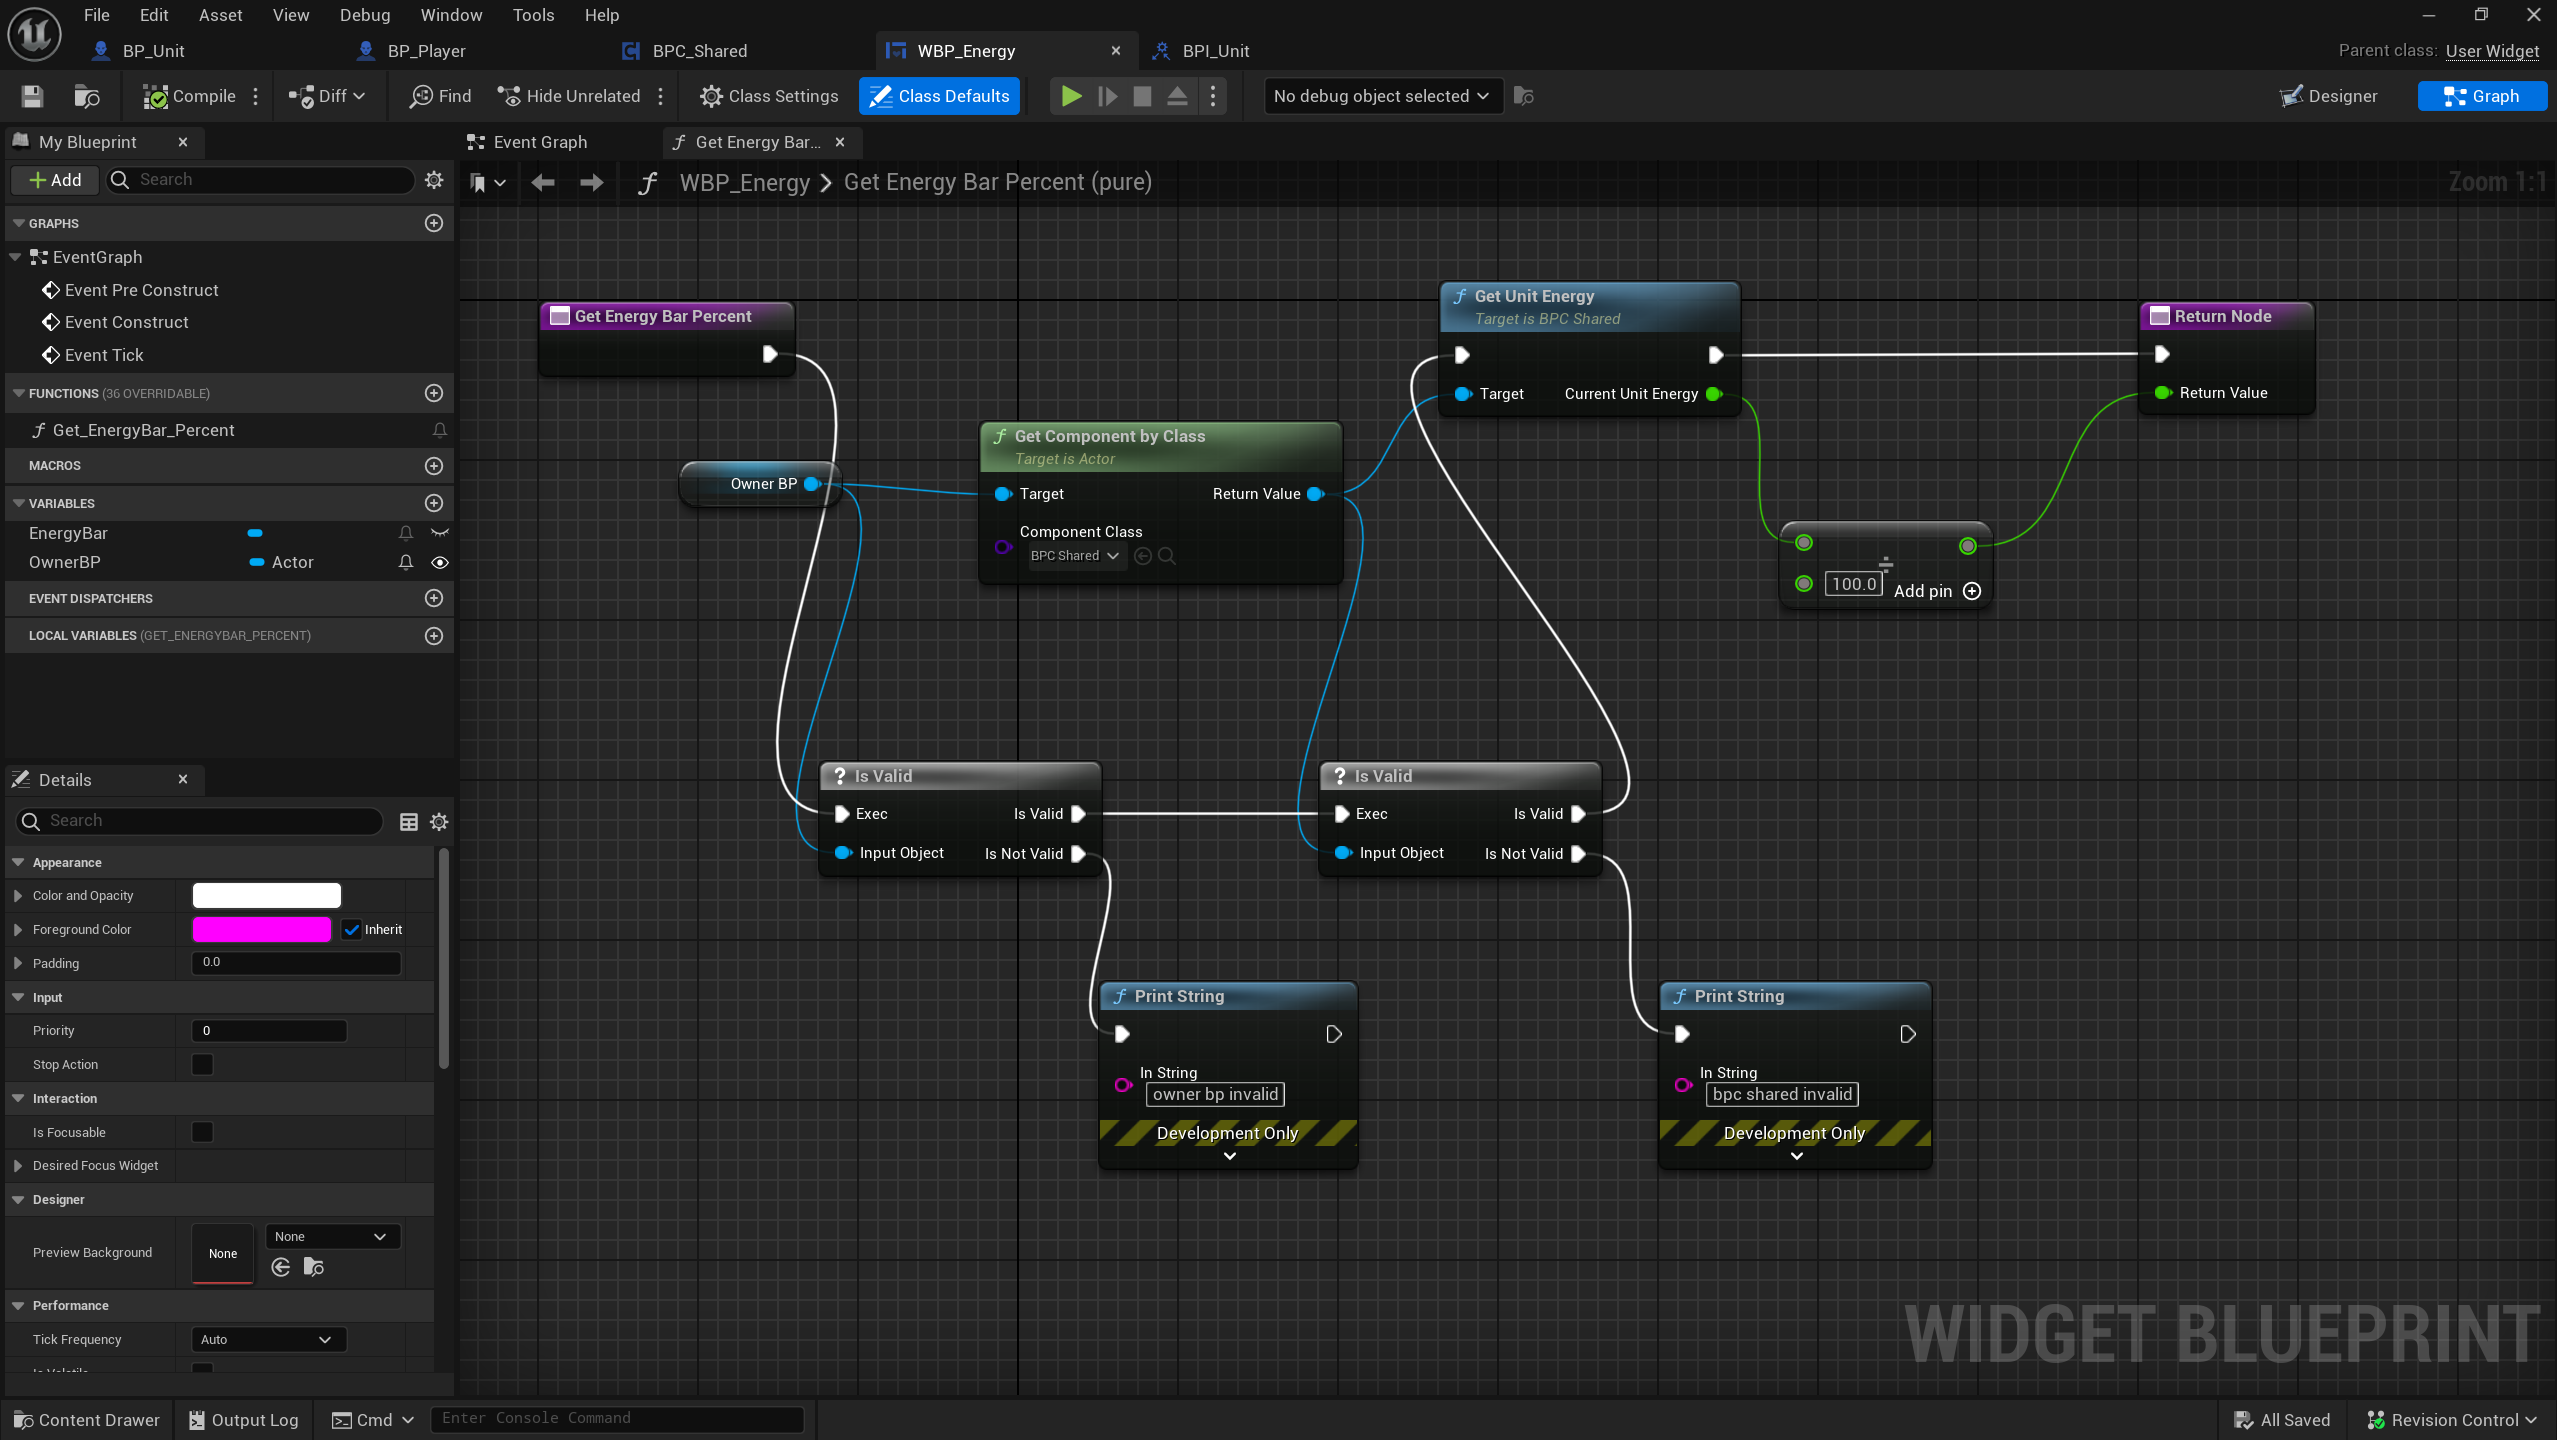 File
Edit
Asset
View
Debug
Window
Tools
Help
BP_Unit
BP_Player
BPC_Shared
WBP_Energy
BPI_Unit
Parent class: User Widget
Compile
Diff
Find
Hide Unrelated
Class Settings
Class Defaults
No debug object selected
Designer
Graph
My Blueprint
Event Graph
Get Energy Bar...
Add
Search
WBP_Energy > Get Energy Bar Percent (pure)
Zoom 1:1
GRAPHS
EventGraph
Event Pre Construct
Event Construct
Event Tick
FUNCTIONS (36 OVERRIDABLE)
Get_EnergyBar_Percent
MACROS
VARIABLES
EnergyBar
OwnerBP
Actor
EVENT DISPATCHERS
LOCAL VARIABLES (GET_ENERGYBAR_PERCENT)
Details
Search
Appearance
Color and Opacity
Foreground Color
Inherit
Padding
0.0
Input
Priority
0
Stop Action
Interaction
Is Focusable
Desired Focus Widget
Designer
Preview Background
None
None
Performance
Tick Frequency
Auto
Get Energy Bar Percent
Owner BP
Get Component by Class
Target is Actor
Target
Return Value
Component Class
BPC Shared
Get Unit Energy
Target is BPC Shared
Target
Current Unit Energy
Return Node
Return Value
100.0
Add pin
Is Valid
Exec
Is Valid
Input Object
Is Not Valid
Is Valid
Exec
Is Valid
Input Object
Is Not Valid
Print String
In String
owner bp invalid
Development Only
Print String
In String
bpc shared invalid
Development Only
WIDGET BLUEPRINT
Content Drawer
Output Log
Cmd
Enter Console Command
All Saved
Revision Control